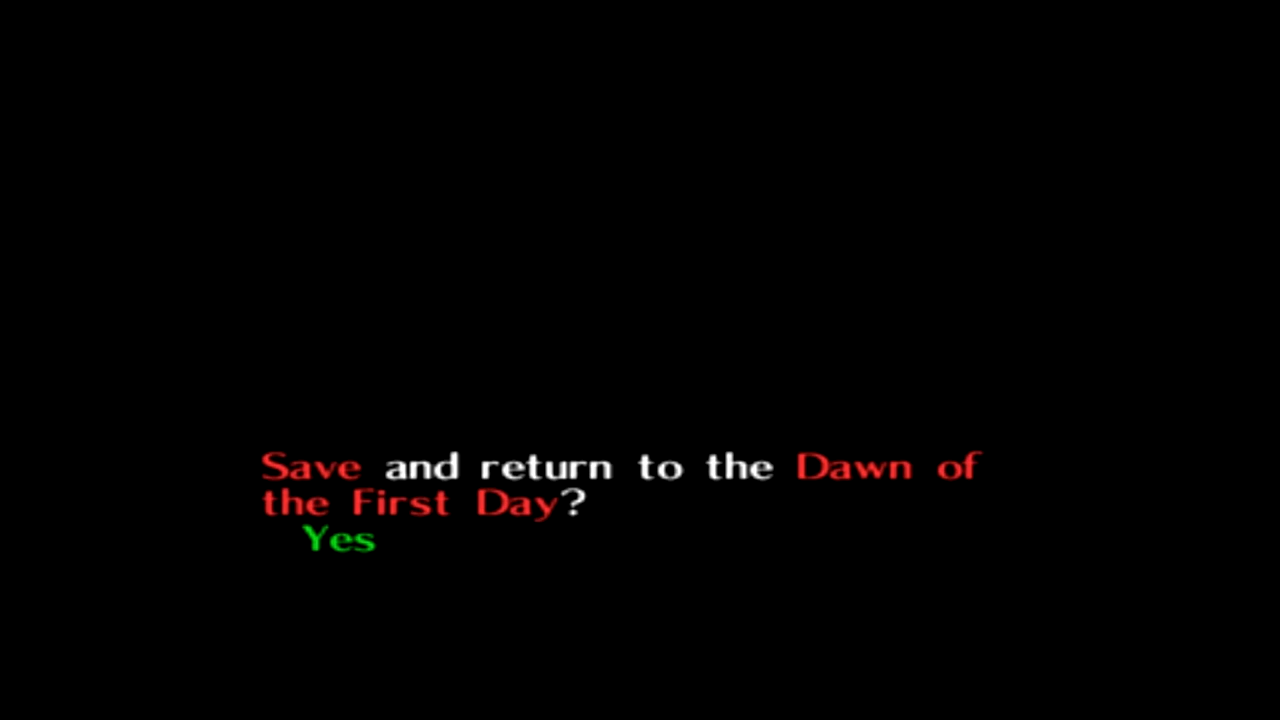 Save and return to the Dawn of
the First Day?
Yes